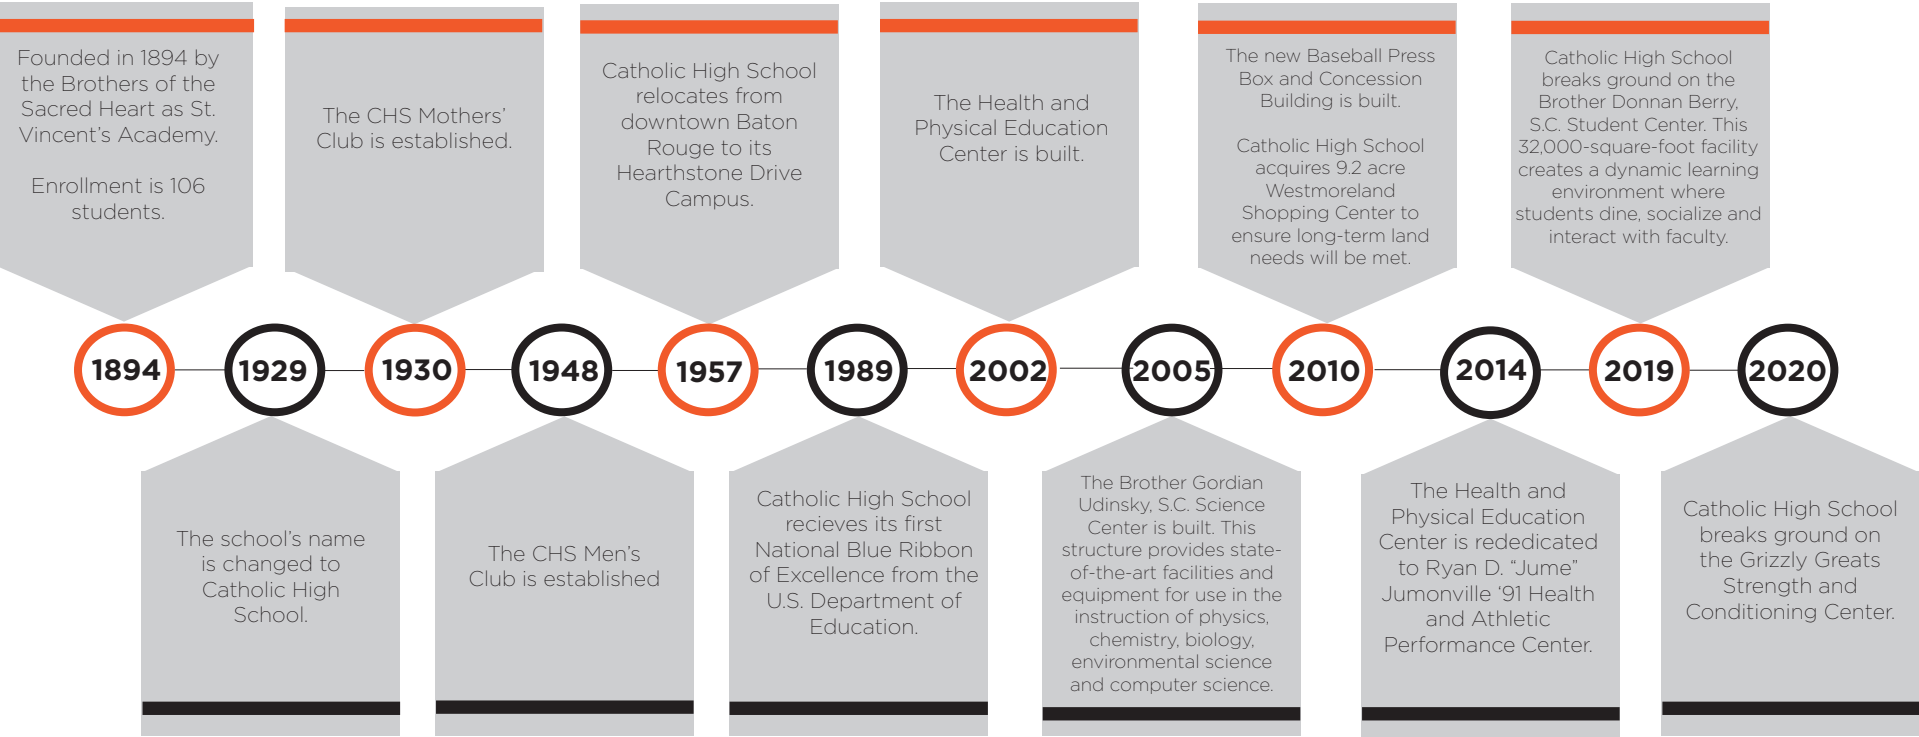 Founded in 1894 by
the Brothers of the
Sacred Heart as St.
Vincent's Academy.
Enrollment is 106
students.
The CHS Mothers'
Club is established.
Catholic High School
relocates from
downtown Baton
Rouge to its
Hearthstone Drive
Campus.
The Health and
Physical Education
Center is built.
The new Baseball Press
Box and Concession
Building is built.
Catholic High School
acquires 9.2 acre
Westmoreland
Shopping Center to
ensure long-term land
needs will be met.
Catholic High School
breaks ground on the
Brother Donnan Berry,
S.C. Student Center. This
32,000-square-foot facility
creates a dynamic learning
environment where
students dine, socialize and
interact with faculty.
1894
1929
1930
1948
1957
1989
2002
2005
2010
2014
2019
2020
The school's name
is changed to
Catholic High
School.
The CHS Men's
Club is established
Catholic High School
recieves its first
National Blue Ribbon
of Excellence from the
U.S. Department of
Education.
The Brother Gordian
Udinsky, S.C. Science
Center is built. This
structure provides state-
of-the-art facilities and
equipment for use in the
instruction of physics,
chemistry, biology,
environmental science
and computer science.
The Health and
Physical Education
Center is rededicated
to Ryan D. "Jume"
Jumonville '91 Health
and Athletic
Performance Center.
Catholic High School
breaks ground on
the Grizzly Greats
Strength and
Conditioning Center.